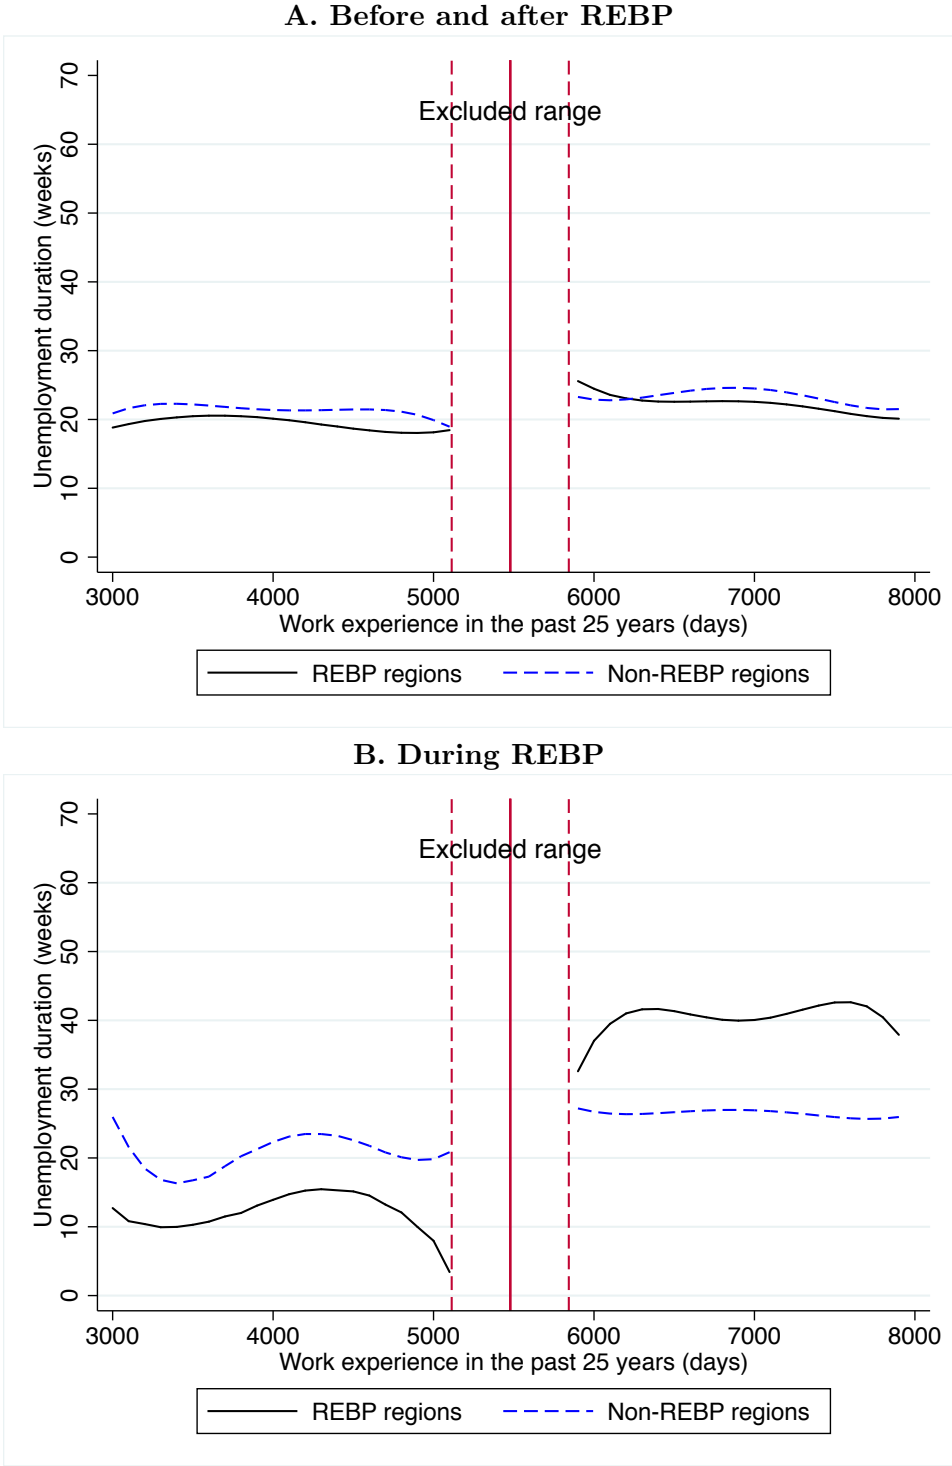 A. Before and after REBP
70
Excluded range
60
50
40
30
20
10
0
Unemployment duration (weeks)
3000 4000 5000 6000 7000 8000
Work experience in the past 25 years (days)
REBP regions Non-REBP regions
B. During REBP
70
Excluded range
60
50
40
30
20
10
0
Unemployment duration (weeks)
3000 4000 5000 6000 7000 8000
Work experience in the past 25 years (days)
REBP regions Non-REBP regions